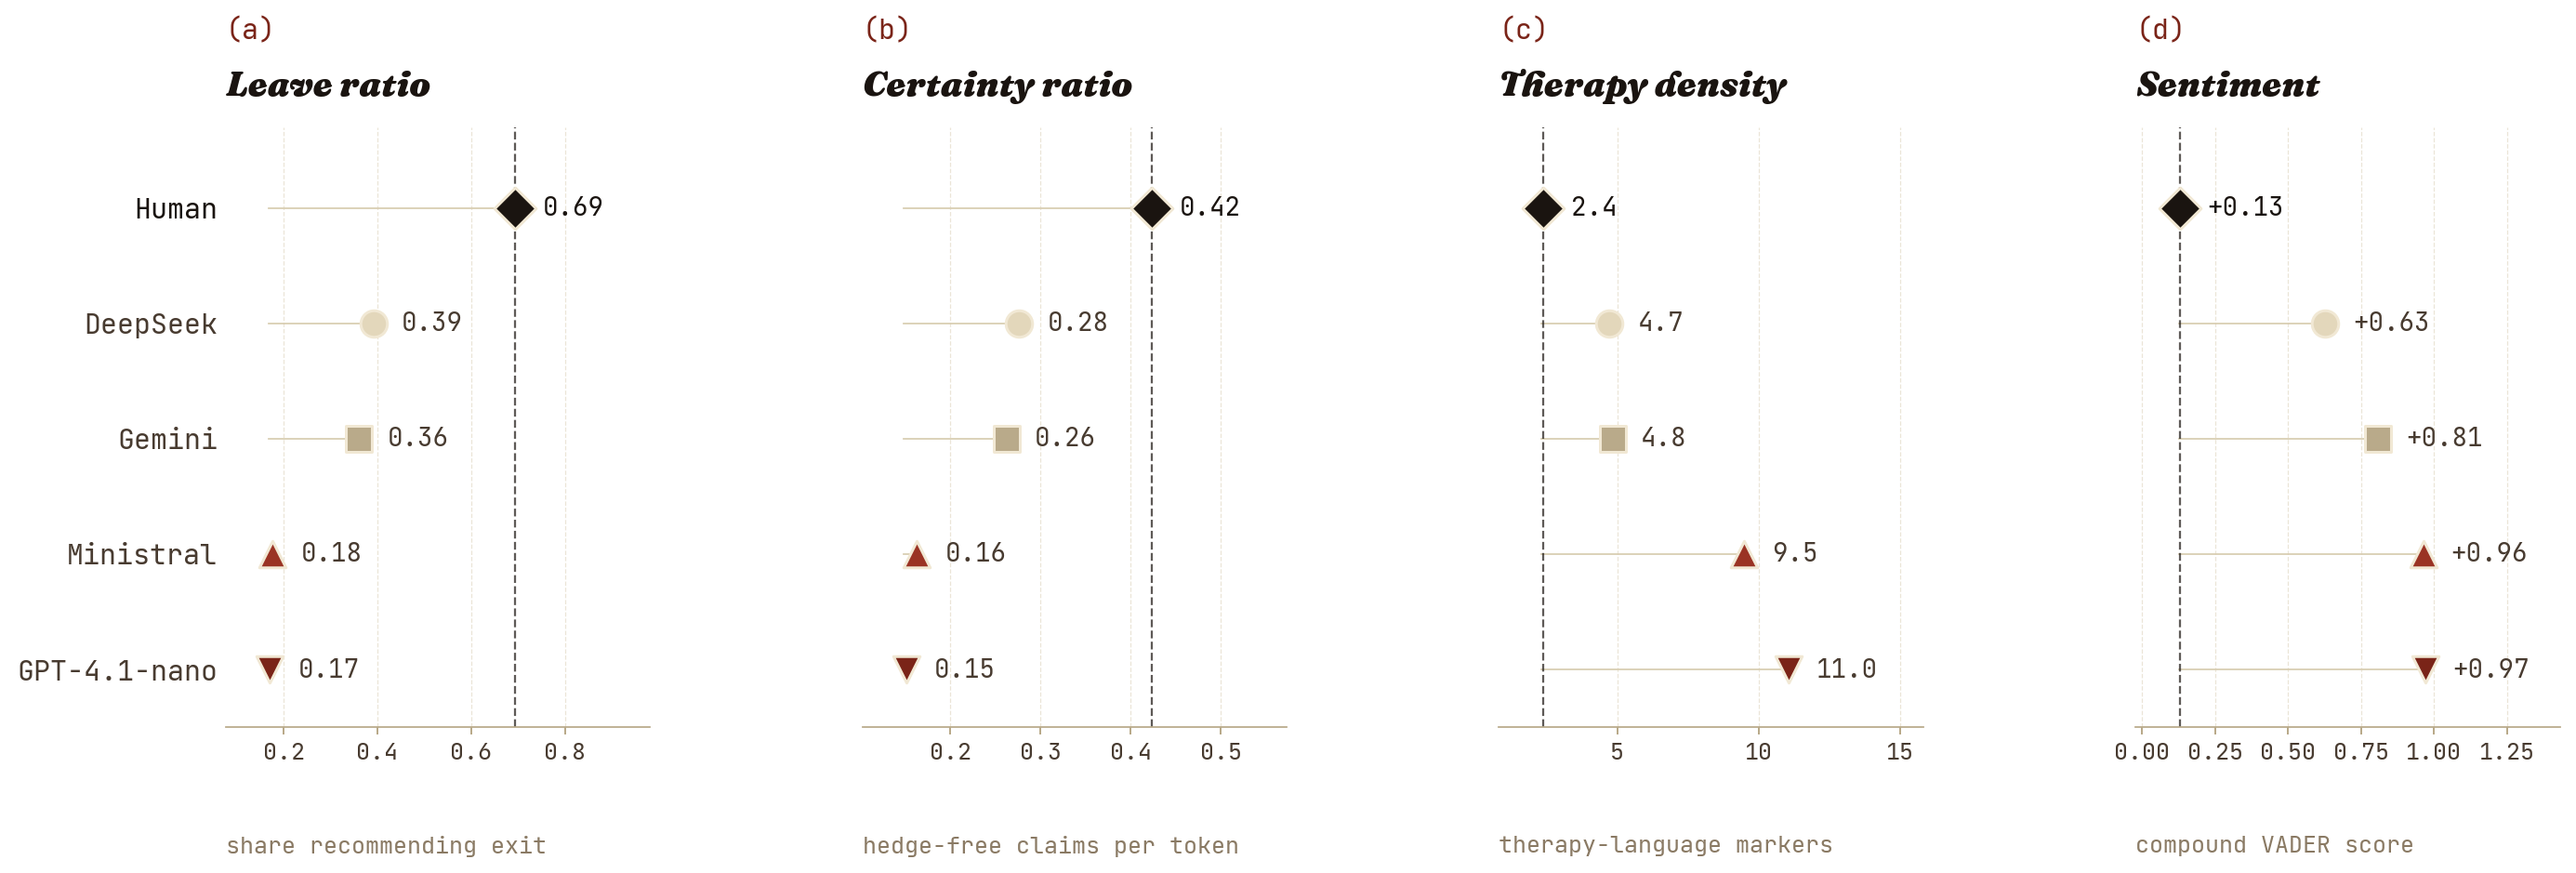 (a)
Leave ratio
Human
0.69
DeepSeek
0.39
Gemini
0.36
Ministral
0.18
GPT-4.1-nano
0.17
0.2 0.4 0.6 0.8
share recommending exit
(b)
Certainty ratio
0.42
0.28
0.26
0.16
0.15
0.2 0.3 0.4 0.5
hedge-free claims per token
(c)
Therapy density
2.4
4.7
4.8
9.5
11.0
5 10 15
therapy-language markers
(d)
Sentiment
+0.13
+0.63
+0.81
+0.96
+0.97
0.00 0.25 0.50 0.75 1.00 1.25
compound VADER score